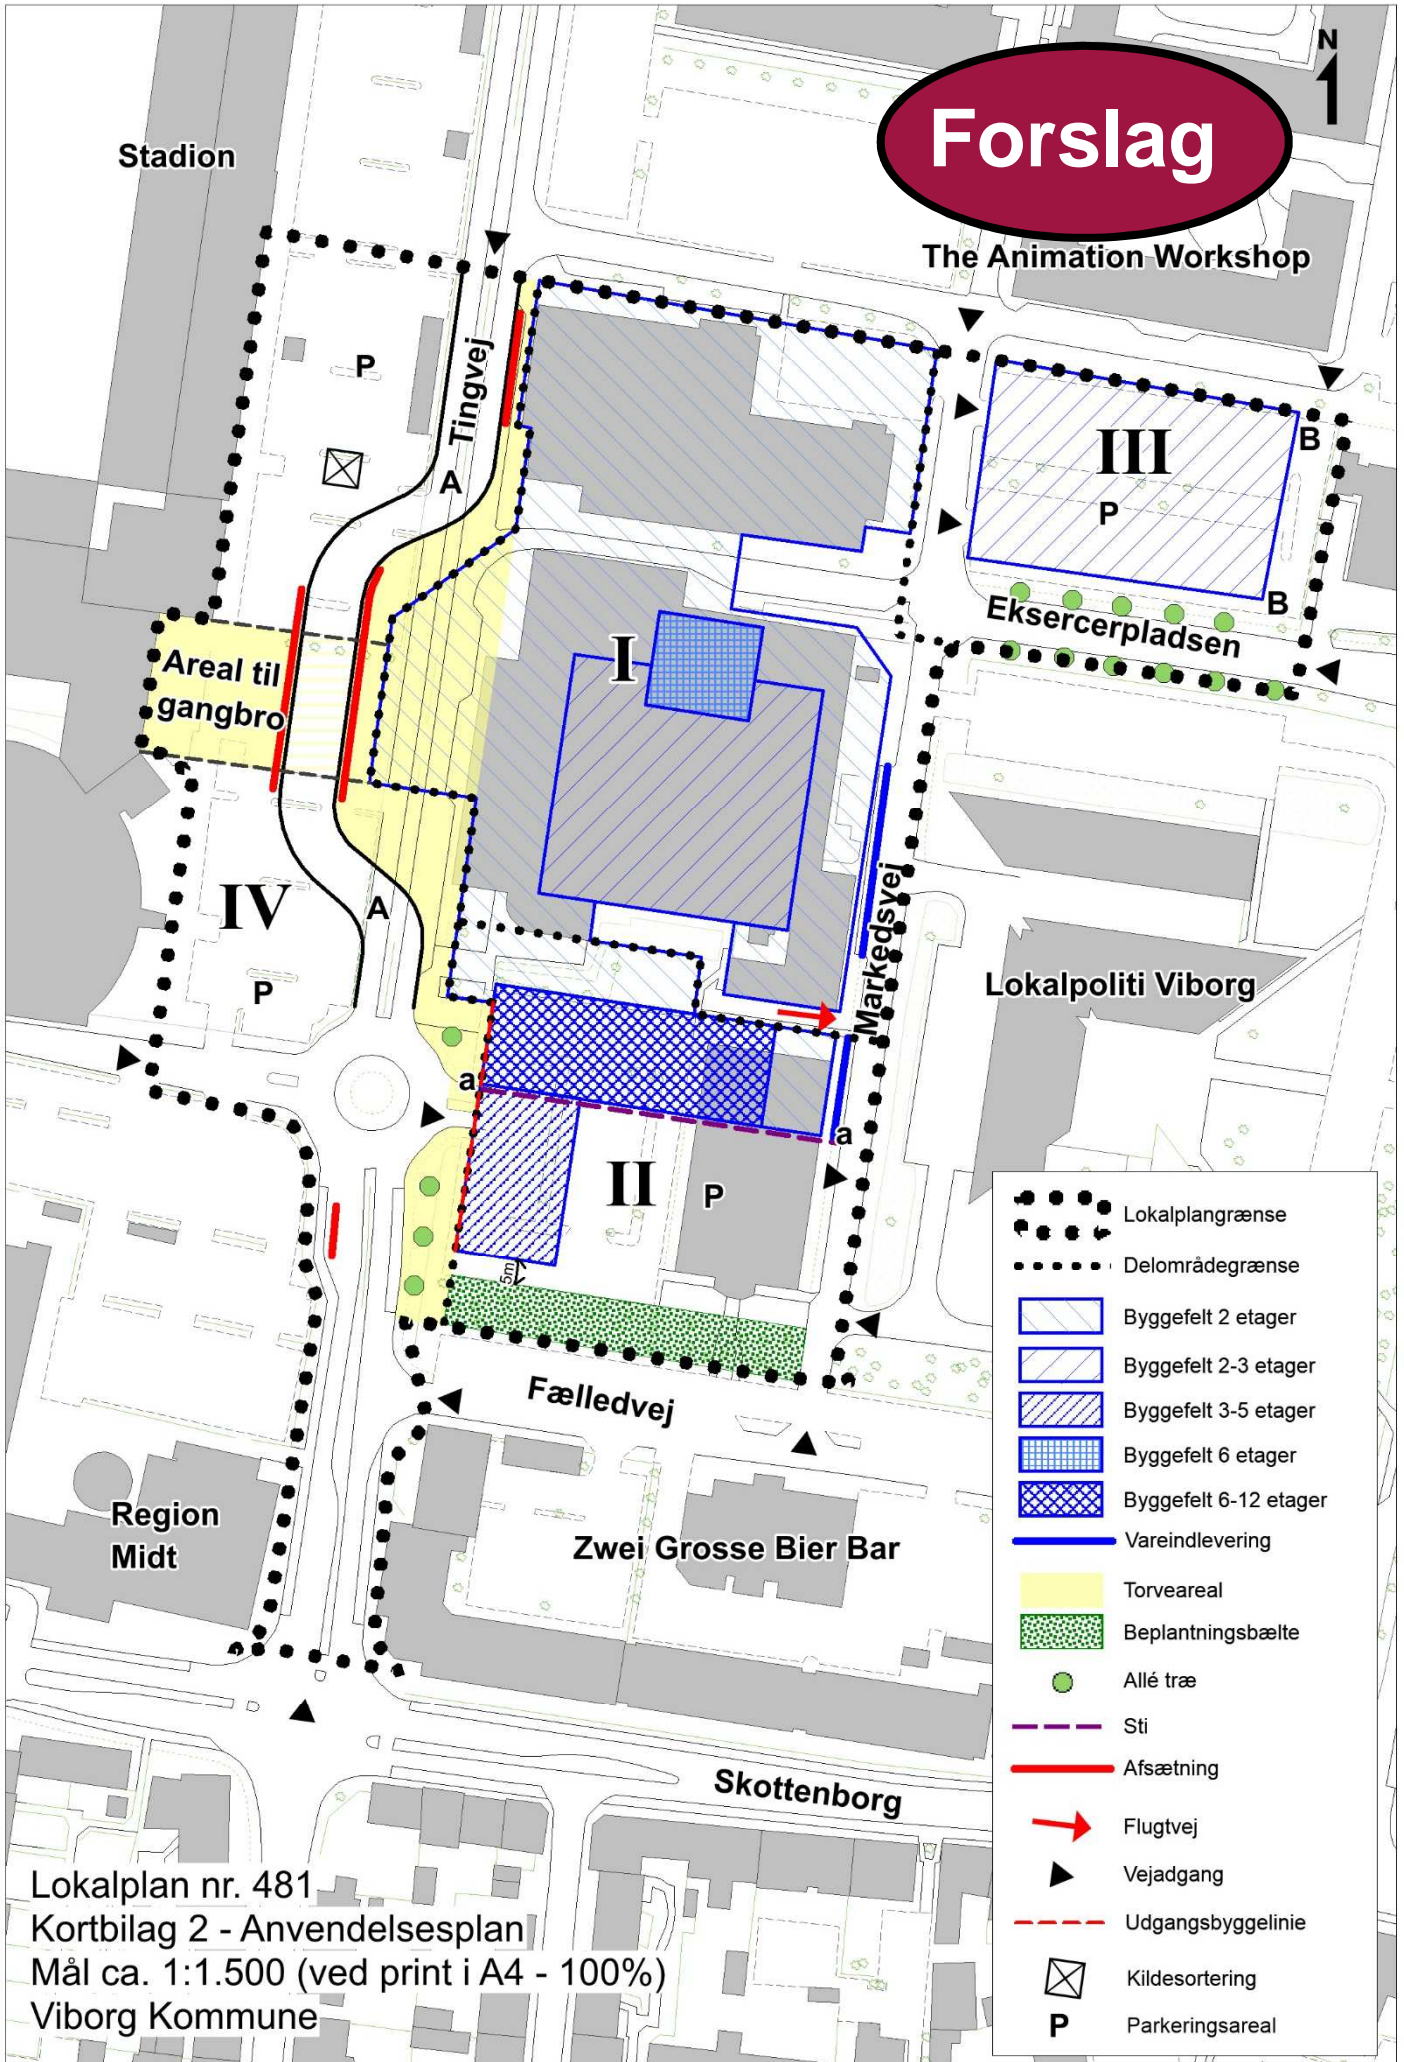 N
Forslag
Stadion
The Animation Workshop
Tingvej
P
III
B
P
A
B
Eksercerpladsen
I
Areal til
gangbro
IV
A
Markedsvej
P
Lokalpoliti Viborg
a
a
II
P
5m
Fælledvej
Region
Midt
Zwei Grosse Bier Bar
Skottenborg
Lokalplangrænse
Delområdegrænse
Byggefelt 2 etager
Byggefelt 2-3 etager
Byggefelt 3-5 etager
Byggefelt 6 etager
Byggefelt 6-12 etager
Vareindlevering
Torveareal
Beplantningsbælte
Allé træ
Sti
Afsætning
Flugtvej
Vejadgang
Udgangsbyggelinie
Kildesortering
P Parkeringsareal
Lokalplan nr. 481
Kortbilag 2 - Anvendelsesplan
Mål ca. 1:1.500 (ved print i A4 - 100%)
Viborg Kommune